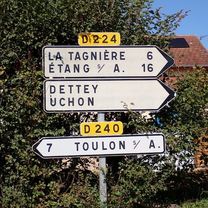 D 224
LA TAGNIÈRE 6
ÉTANG S/ A. 16
DETTEY
UCHON
D 240
7 TOULON S/ A.